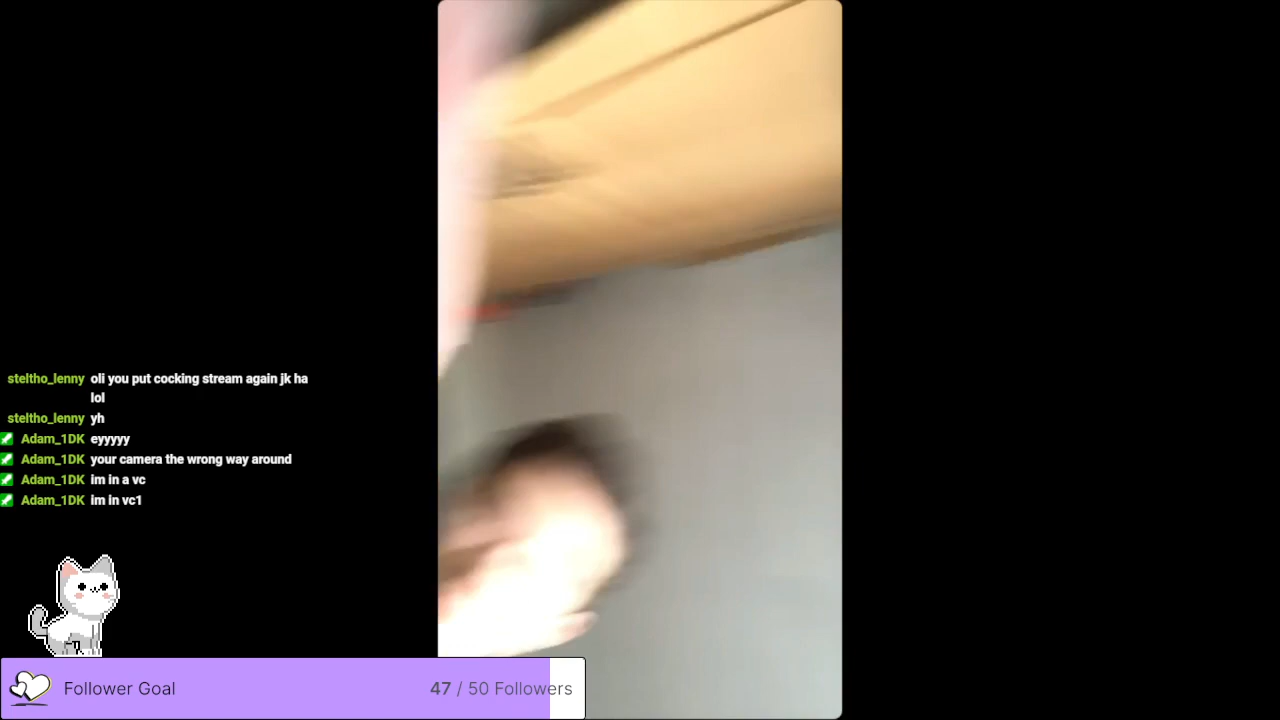 steltho_lenny oli you put cocking stream again jk ha
lol
steltho_lenny yh
Adam_1DK eyyyyy
Adam_1DK your camera the wrong way around
Adam_1DK im in a vc
Adam_1DK im in vc1
Follower Goal 47 / 50 Followers